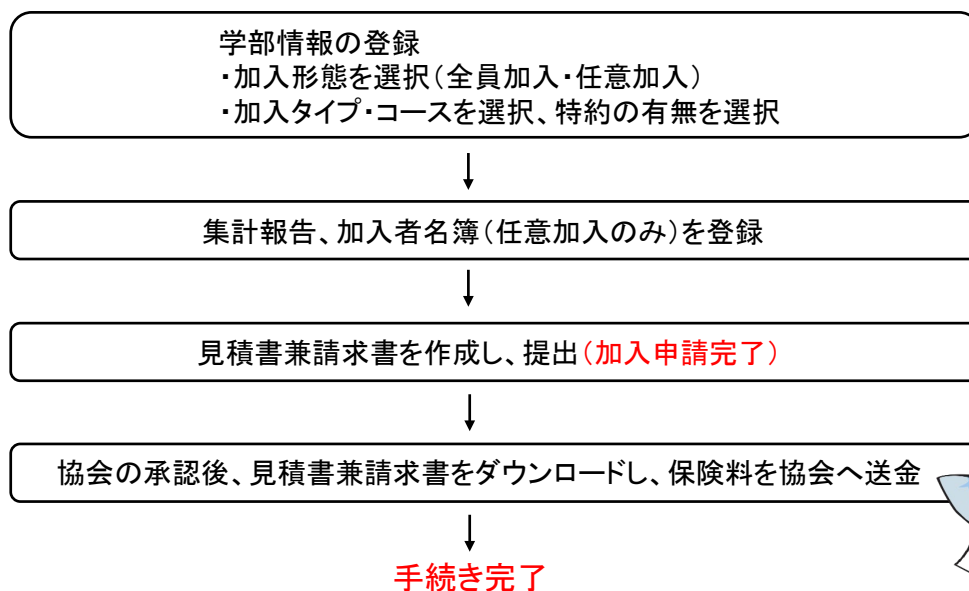 学部情報の登録
・加入形態を選択（全員加入・任意加入）
・加入タイプ・コースを選択、特約の有無を選択
集計報告、加入者名簿（任意加入のみ）を登録
見積書兼請求書を作成し、提出（加入申請完了）
協会の承認後、見積書兼請求書をダウンロードし、保険料を協会へ送金
手続き完了